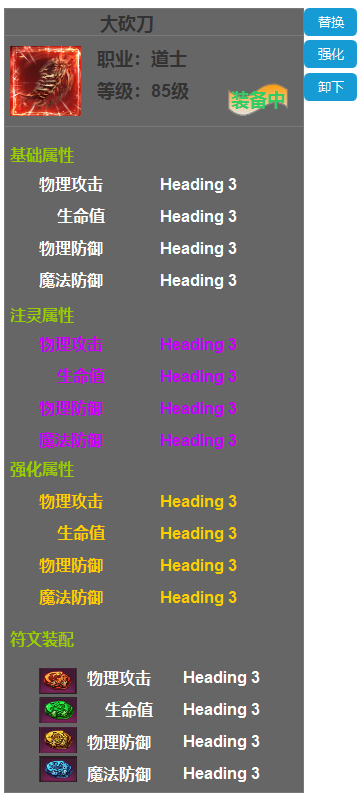 大砍刀
替换
职业：道士
强化
等级：85级
卸下
装备中
基础属性
物理攻击 Heading 3
生命值 Heading 3
物理防御 Heading 3
魔法防御 Heading 3
注灵属性
物理攻击 Heading 3
生命值 Heading 3
物理防御 Heading 3
魔法防御 Heading 3
强化属性
物理攻击 Heading 3
生命值 Heading 3
物理防御 Heading 3
魔法防御 Heading 3
符文装配
物理攻击 Heading 3
生命值 Heading 3
物理防御 Heading 3
魔法防御 Heading 3